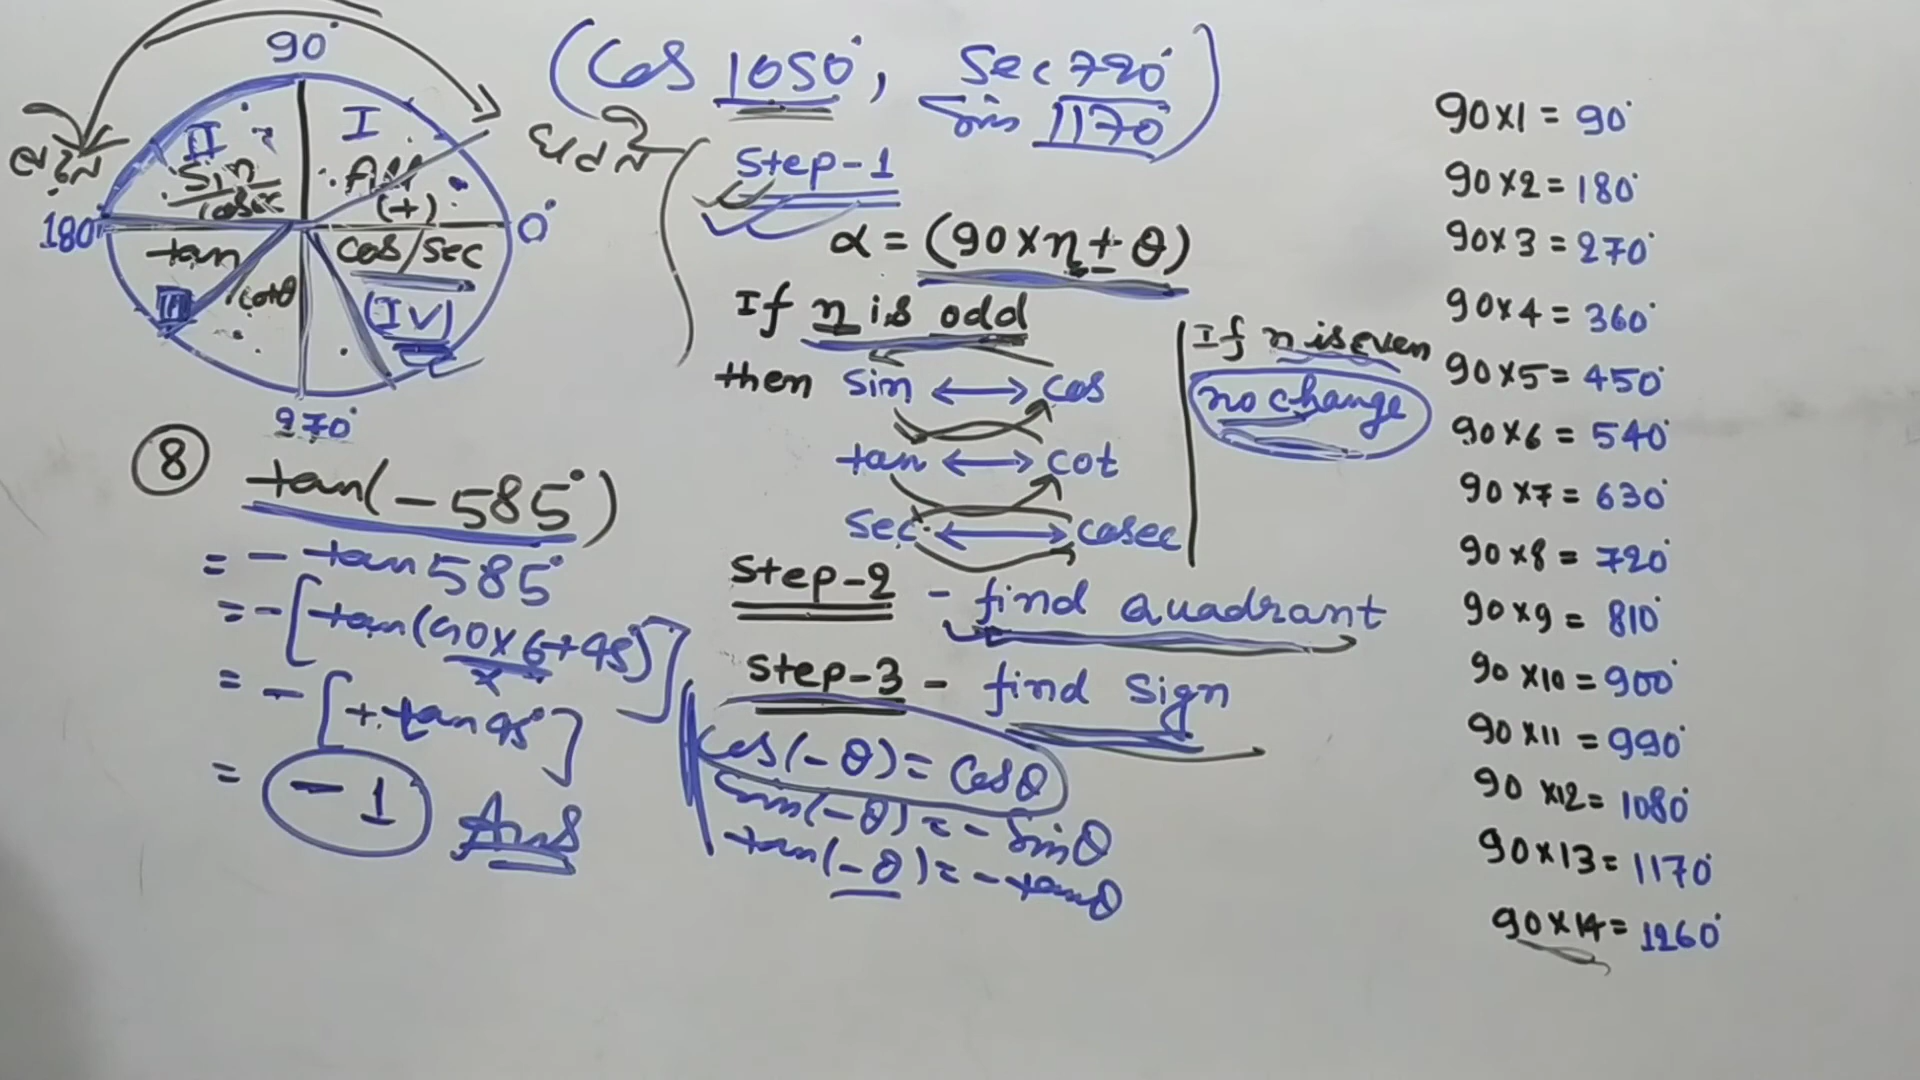 90°
II
I
Sin
cosec
All
(+)
180°
0°
tan
cotθ
cos/sec
(IV)
270°
(Cos 1050°, Sec 720°
Sin 1170°)
Step-1
α = (90×n±θ)
If n is odd
then Sin ↔ Cos
tan ↔ cot
Sec ↔ cosec
If n is even
no change
Step-2 - find quadrant
Step-3 - find Sign
Cos(-θ) = Cosθ
Sin(-θ) = -Sinθ
tan(-θ) = -tanθ
8
tan(-585°)
= - tan 585°
= -[tan(90×6+45)]
= -[+ tan 45°]
= -1 Ans
90×1 = 90°
90×2 = 180°
90×3 = 270°
90×4 = 360°
90×5 = 450°
90×6 = 540°
90×7 = 630°
90×8 = 720°
90×9 = 810°
90×10 = 900°
90×11 = 990°
90×12 = 1080°
90×13 = 1170°
90×14 = 1260°